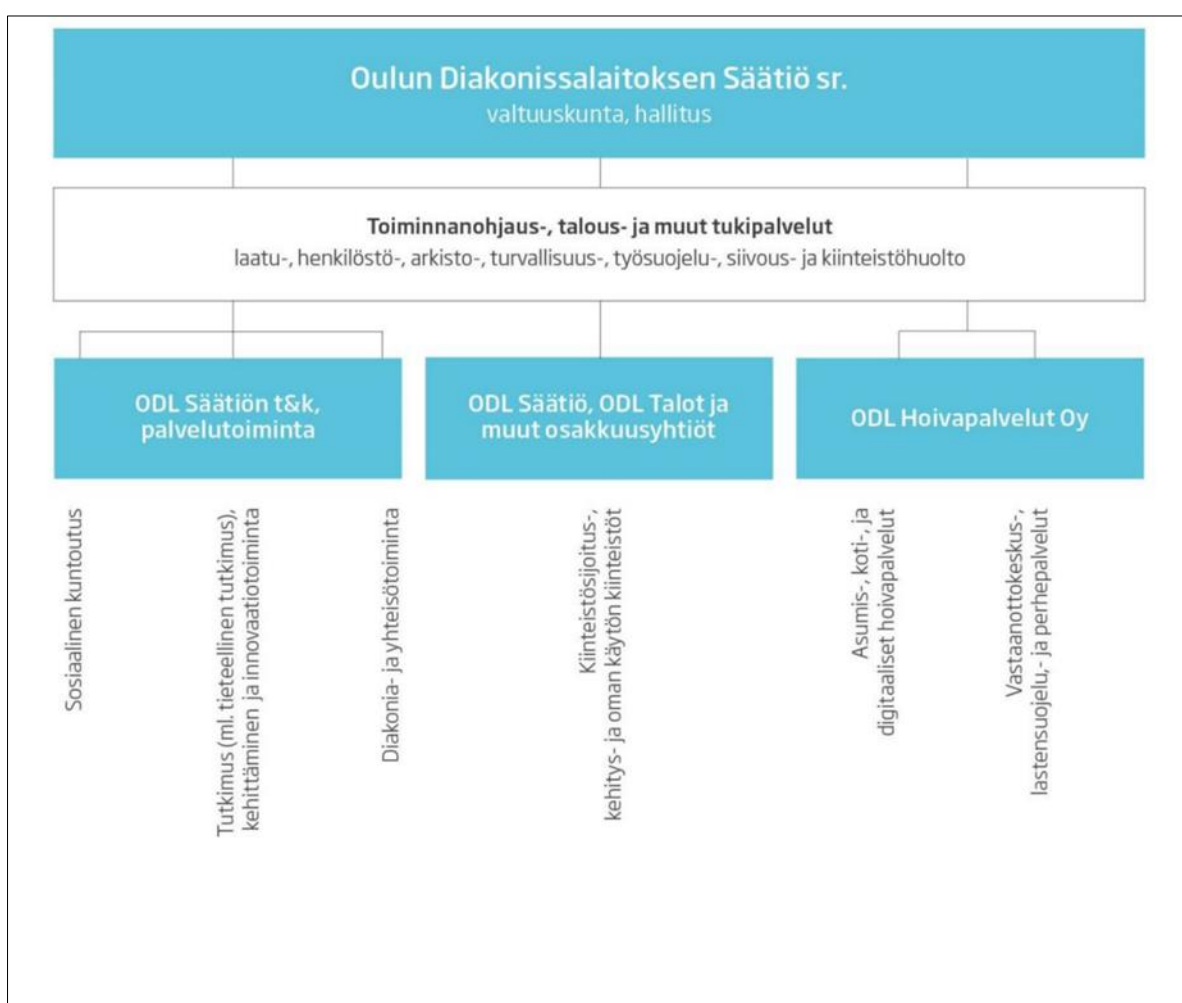 Oulun Diakonissalaitoksen Säätiö sr.
valtuuskunta, hallitus
Toiminnanohjaus-, talous- ja muut tukipalvelut
laatu-, henkilöstö-, arkisto-, turvallisuus-, työsuojelu-, siivous- ja kiinteistöhuolto
ODL Säätiön t&k,
palvelutoiminta
ODL Säätiö, ODL Talot ja
muut osakkuusyhtiöt
ODL Hoivapalvelut Oy
Sosiaalinen kuntoutus
Tutkimus (ml. tieteellinen tutkimus),
kehittäminen ja innovaatiotoiminta
Diakonia- ja yhteisötoiminta
Kiinteistösijoitus-,
kehitys- ja oman käytön kiinteistöt
Asumis-, koti-, ja
digitaaliset hoivapalvelut
Vastaanottokeskus-,
lastensuojelu,- ja perhepalvelut